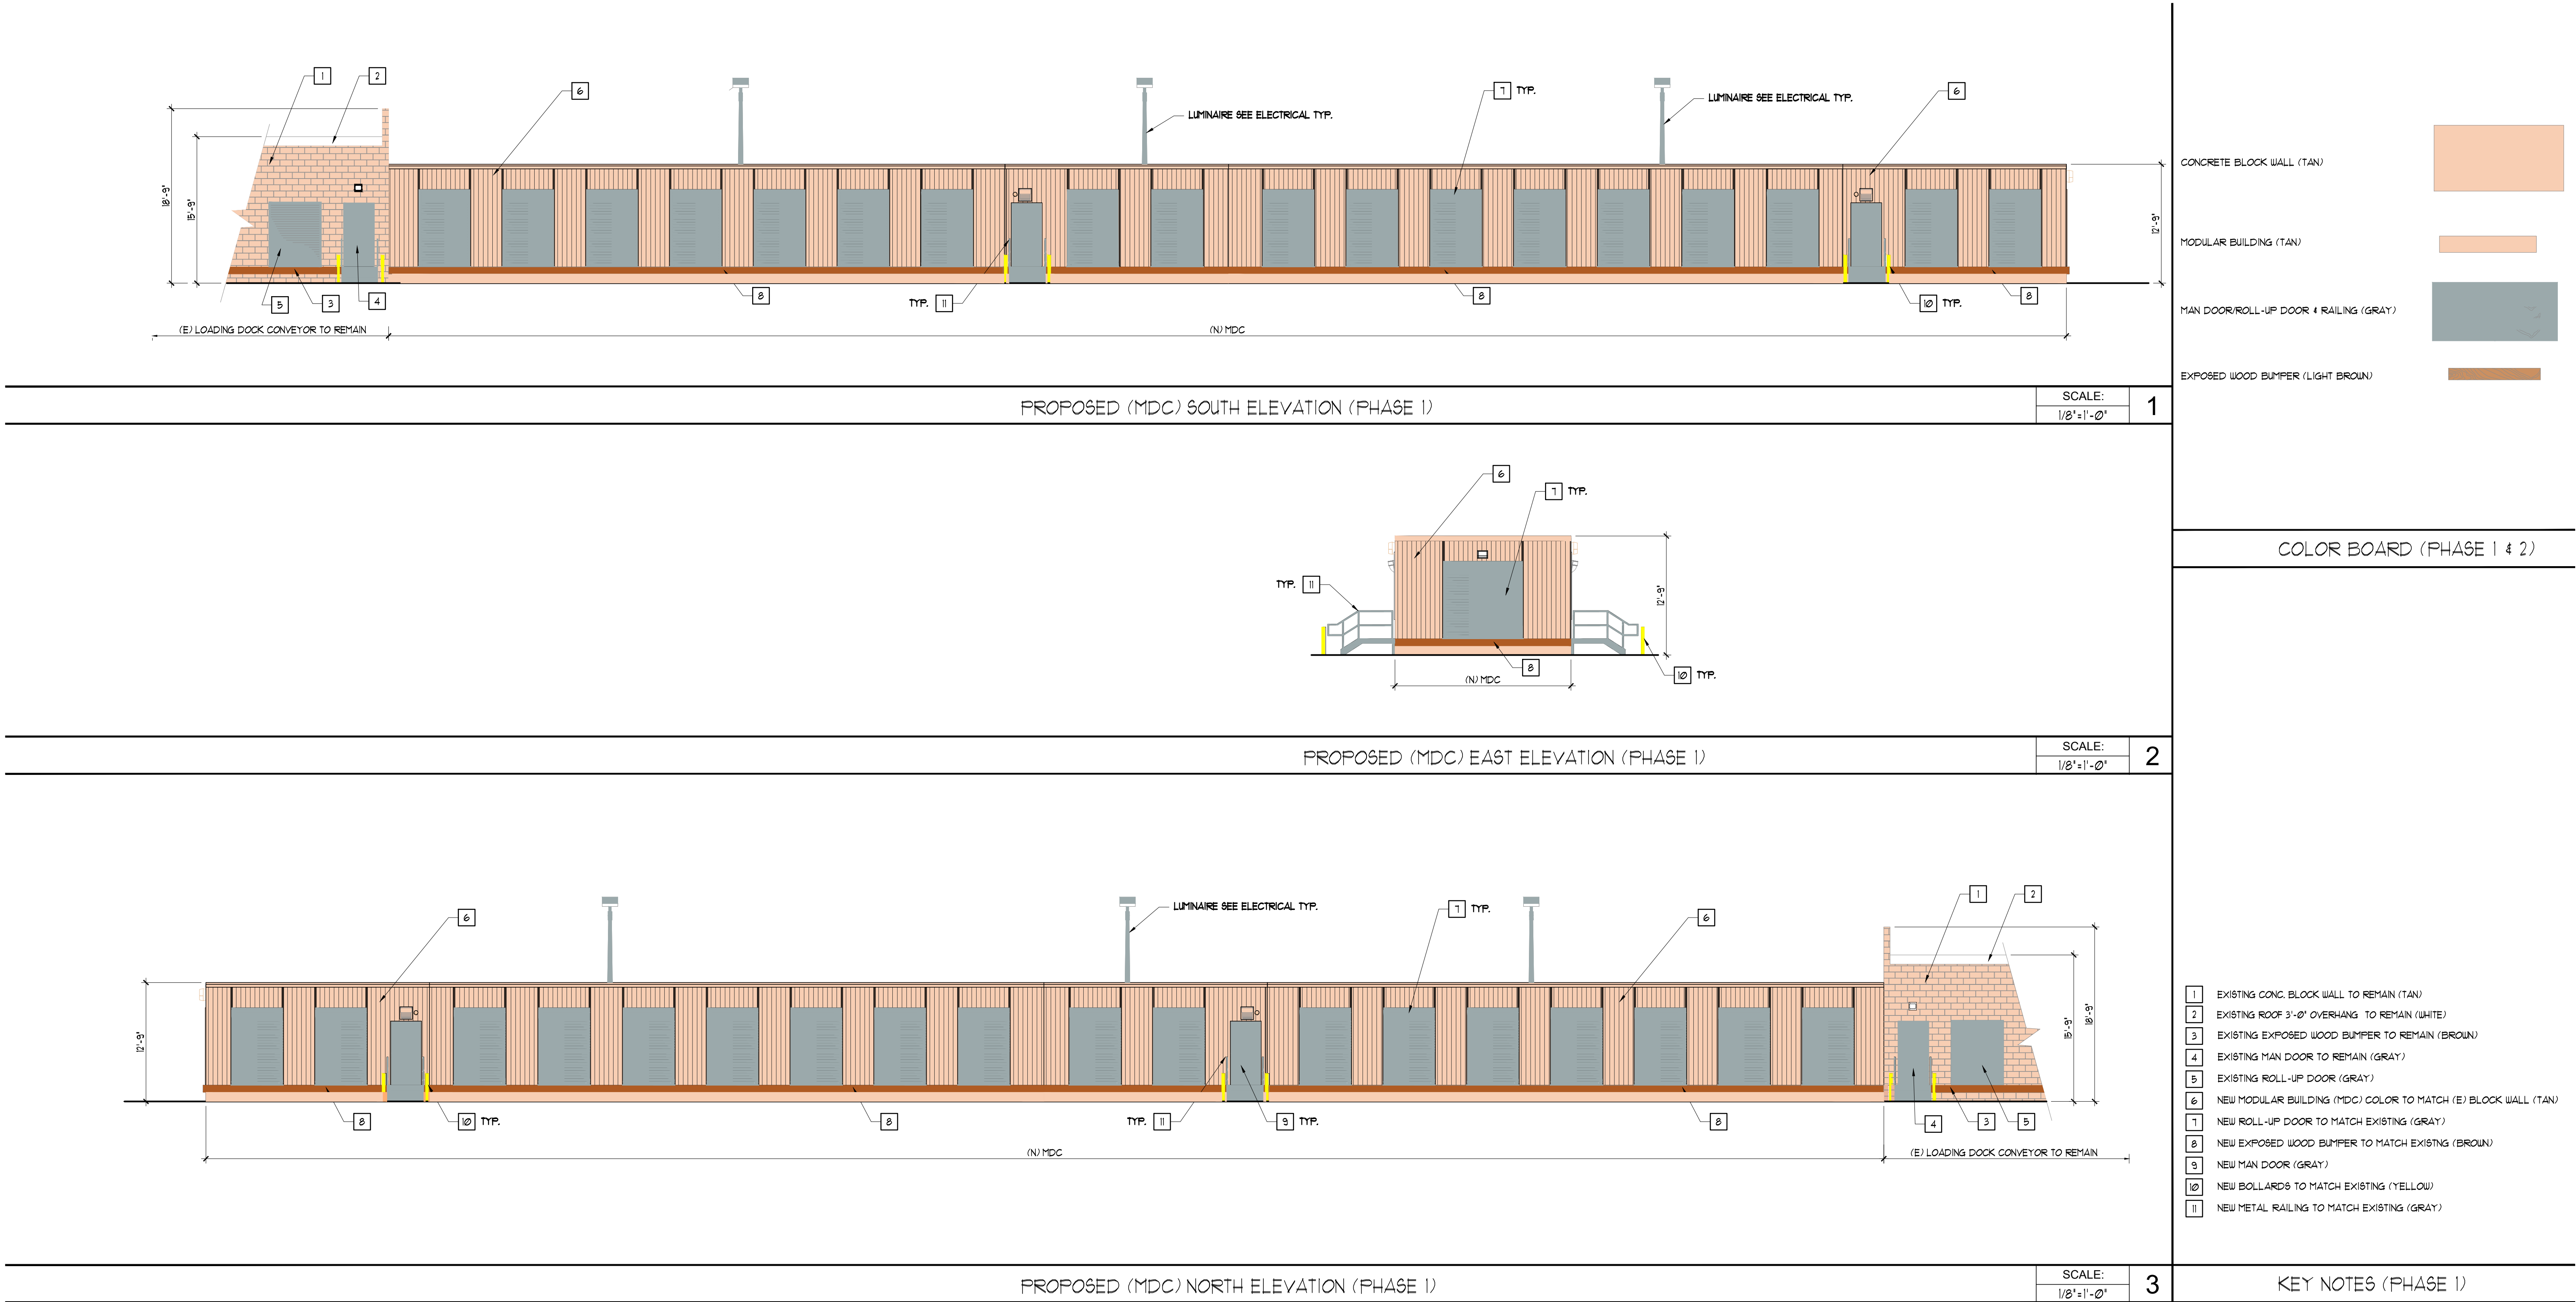 1
2
6
7 TYP.
6
LUMINAIRE SEE ELECTRICAL TYP.
LUMINAIRE SEE ELECTRICAL TYP.
18'-9"
15'-9"
12'-9"
5
3
4
8
TYP. 11
8
10 TYP.
8
(E) LOADING DOCK CONVEYOR TO REMAIN
(N) MDC
PROPOSED (MDC) SOUTH ELEVATION (PHASE 1)
SCALE:
1/8"=1'-0"
1
6
7 TYP.
TYP. 11
12'-9"
8
10 TYP.
(N) MDC
PROPOSED (MDC) EAST ELEVATION (PHASE 1)
SCALE:
1/8"=1'-0"
2
6
LUMINAIRE SEE ELECTRICAL TYP.
7 TYP.
6
1
2
12'-9"
15'-9"
18'-9"
8
10 TYP.
8
TYP. 11
9 TYP.
8
4
3
5
(N) MDC
(E) LOADING DOCK CONVEYOR TO REMAIN
PROPOSED (MDC) NORTH ELEVATION (PHASE 1)
SCALE:
1/8"=1'-0"
3
CONCRETE BLOCK WALL (TAN)
MODULAR BUILDING (TAN)
MAN DOOR/ROLL-UP DOOR & RAILING (GRAY)
EXPOSED WOOD BUMPER (LIGHT BROWN)
COLOR BOARD (PHASE 1 & 2)
1 EXISTING CONC. BLOCK WALL TO REMAIN (TAN)
2 EXISTING ROOF 3'-0" OVERHANG TO REMAIN (WHITE)
3 EXISTING EXPOSED WOOD BUMPER TO REMAIN (BROWN)
4 EXISTING MAN DOOR TO REMAIN (GRAY)
5 EXISTING ROLL-UP DOOR (GRAY)
6 NEW MODULAR BUILDING (MDC) COLOR TO MATCH (E) BLOCK WALL (TAN)
7 NEW ROLL-UP DOOR TO MATCH EXISTING (GRAY)
8 NEW EXPOSED WOOD BUMPER TO MATCH EXISTNG (BROWN)
9 NEW MAN DOOR (GRAY)
10 NEW BOLLARDS TO MATCH EXISTING (YELLOW)
11 NEW METAL RAILING TO MATCH EXISTING (GRAY)
KEY NOTES (PHASE 1)